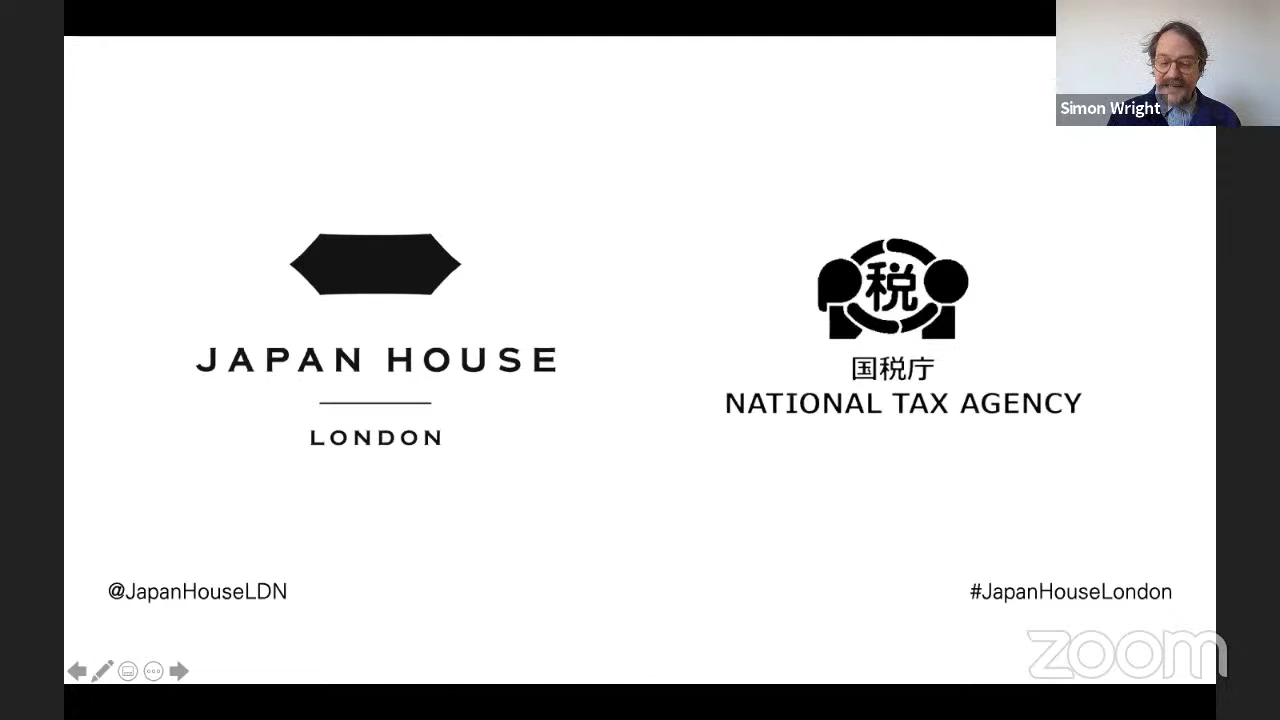 Simon Wright
JAPAN HOUSE
LONDON
税
国税庁
NATIONAL TAX AGENCY
@JapanHouseLDN
#JapanHouseLondon
zoom